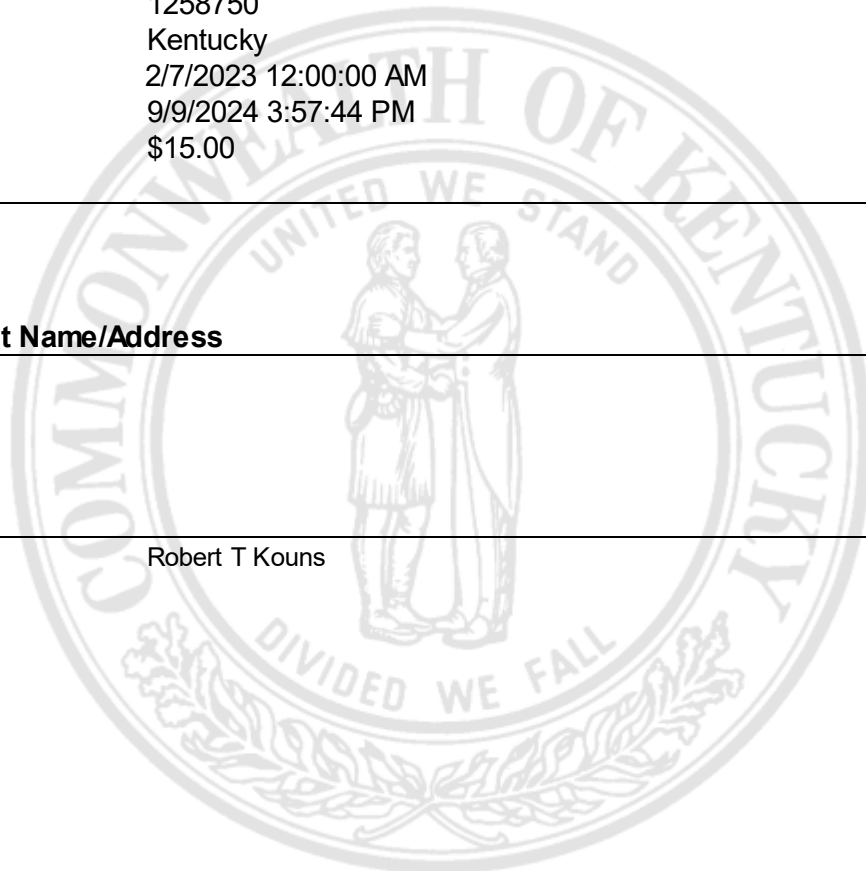 1258750
Kentucky
2/7/2023 12:00:00 AM
9/9/2024 3:57:44 PM
$15.00
COMMONWEALTH OF KENTUCKY
UNITED WE STAND
t Name/Address
Robert T Kouns
DIVIDED WE FALL